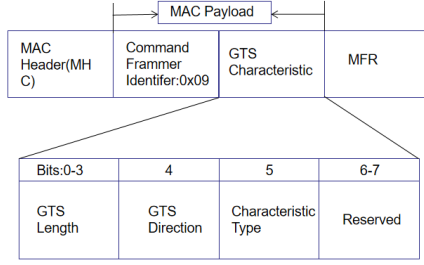 MAC Payload
MAC
Header(MH
C)
Command
Frammer
Identifer:0x09
GTS
Characteristic
MFR
Bits:0-3
4
5
6-7
GTS
Length
GTS
Direction
Characteristic
Type
Reserved